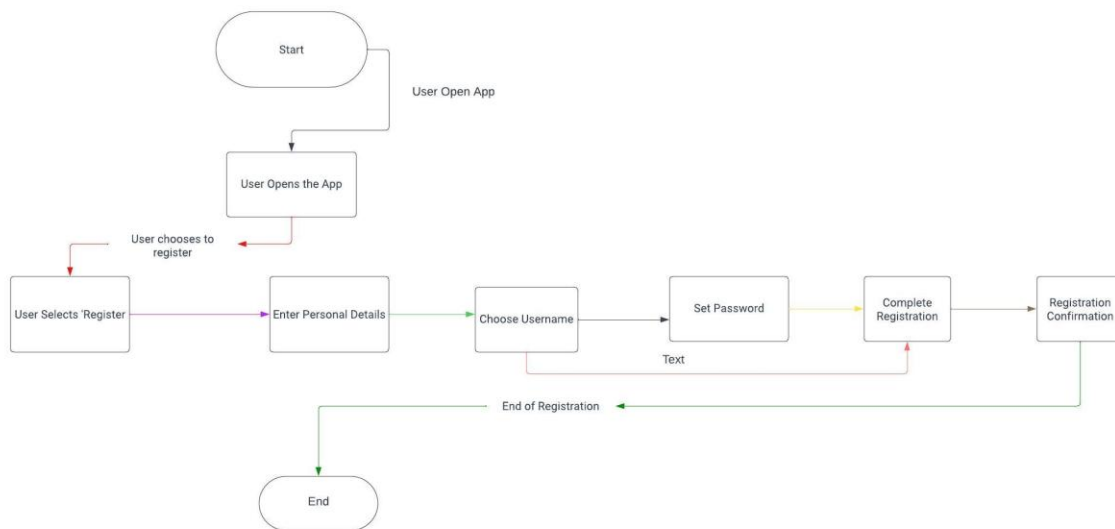 Start
User Open App
User Opens the App
User chooses to
register
User Selects 'Register
Enter Personal Details
Choose Username
Set Password
Complete
Registration
Registration
Confirmation
Text
End of Registration
End